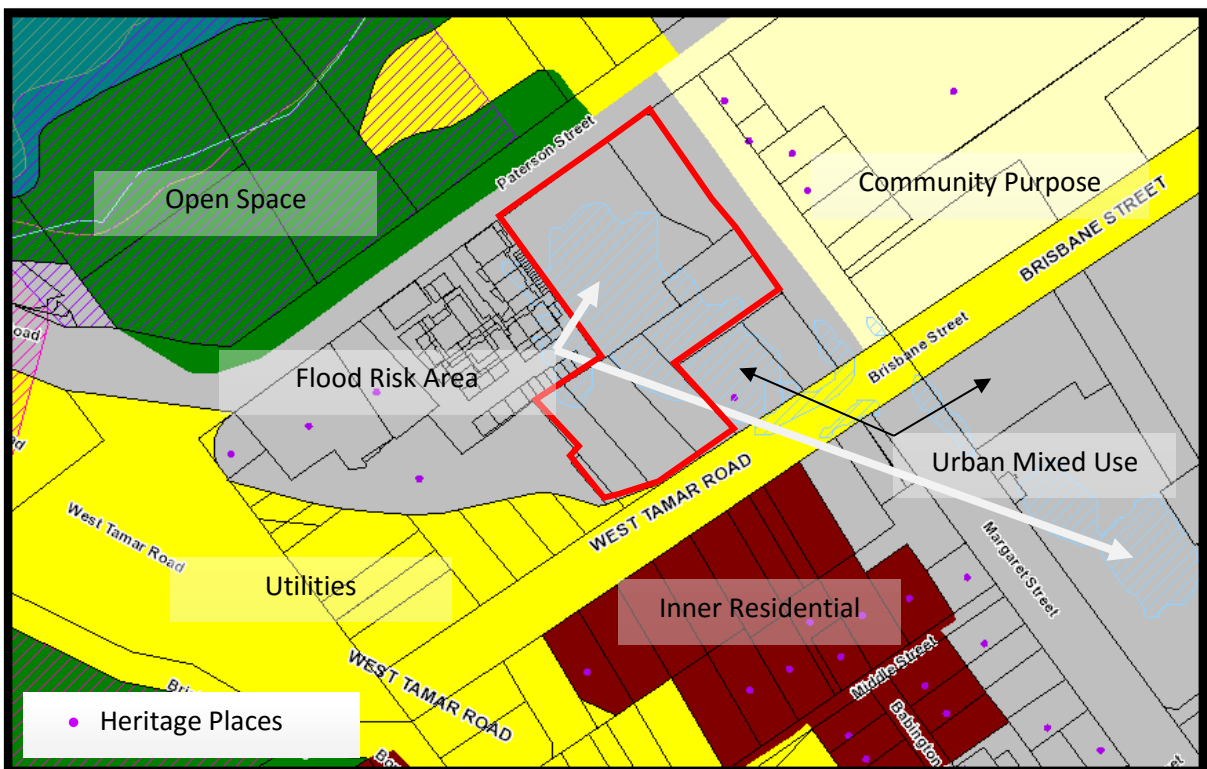 Paterson Street
Open Space
Community Purpose
BRISBANE STREET
Brisbane Street
Flood Risk Area
Urban Mixed Use
WEST TAMAR ROAD
West Tamar Road
Margaret Street
Utilities
Inner Residential
Middle Street
WEST TAMAR ROAD
Babington
Heritage Places